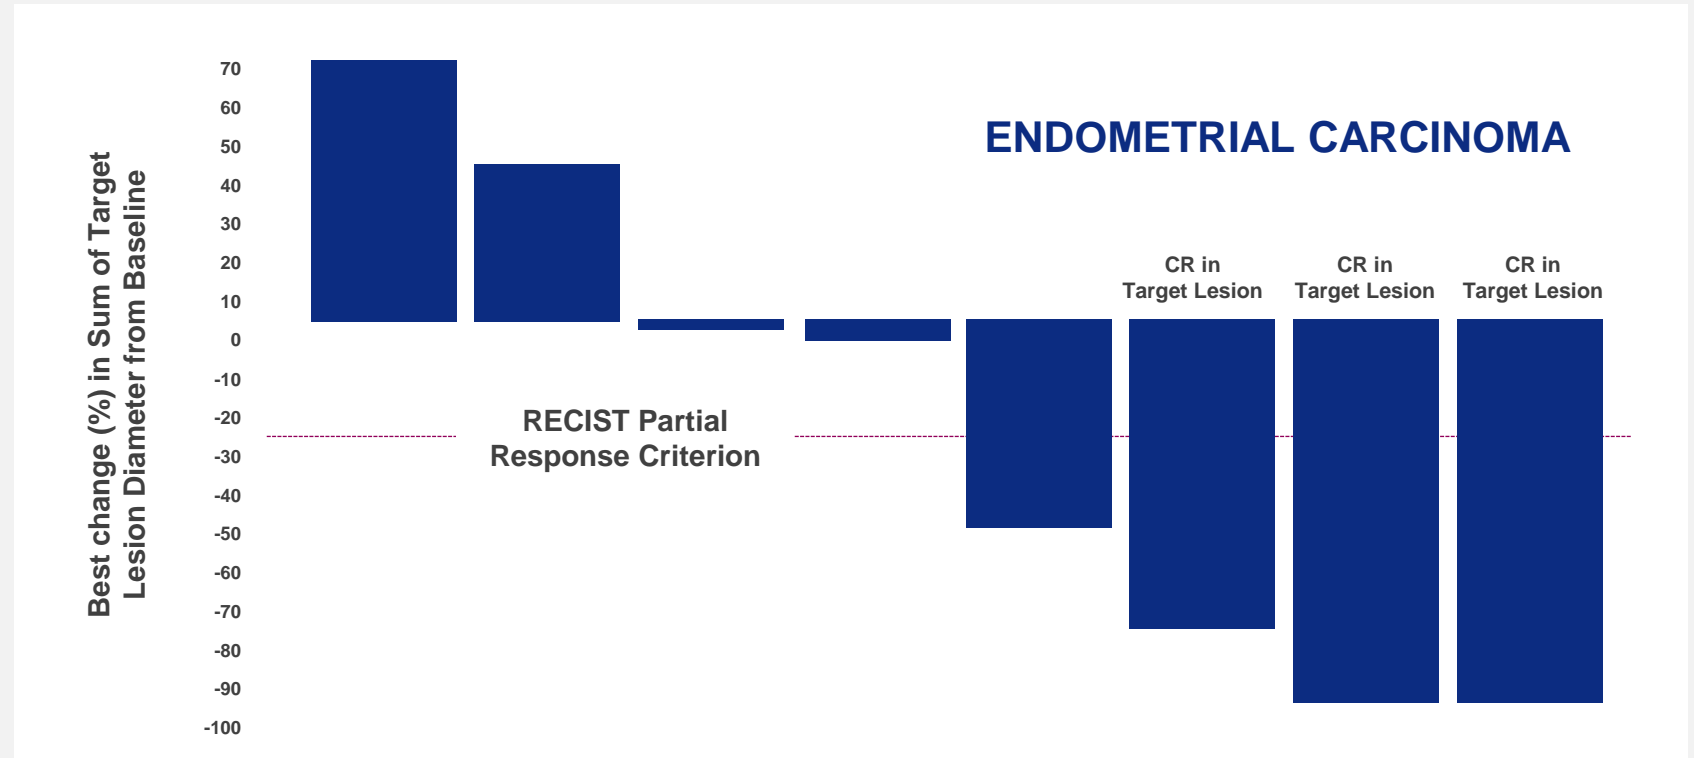 Best change (%) in Sum of Target
Lesion Diameter from Baseline
70
60
50
40
30
20
10
0
-10
-20
-30
-40
-50
-60
-70
-80
-90
-100
ENDOMETRIAL CARCINOMA
CR in
Target Lesion
CR in
Target Lesion
CR in
Target Lesion
RECIST Partial
Response Criterion